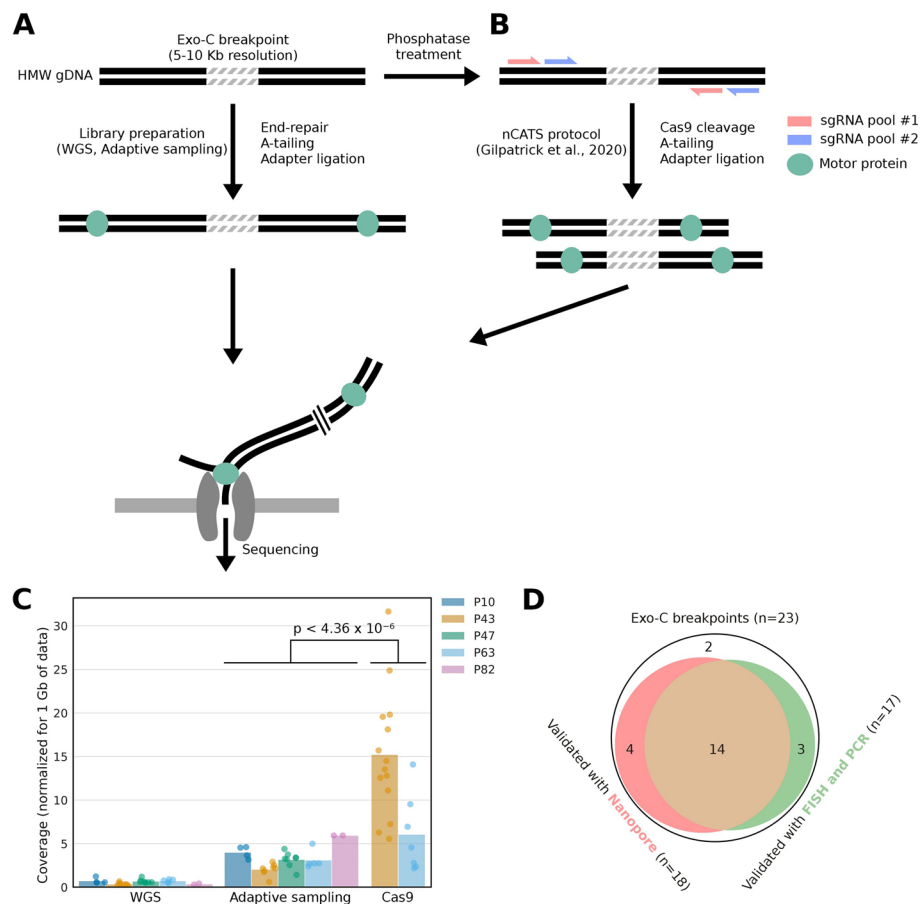 A
Exo-C breakpoint
(5-10 Kb resolution)
HMW gDNA
Phosphatase
treatment
B
Library preparation
(WGS, Adaptive sampling)
End-repair
A-tailing
Adapter ligation
nCATS protocol
(Gilpatrick et al., 2020)
Cas9 cleavage
A-tailing
Adapter ligation
sgRNA pool #1
sgRNA pool #2
Motor protein
Sequencing
C
Coverage (normalized for 1 Gb of data)
30
25
20
15
10
5
0
p < 4.36 x 10⁻⁶
WGS
Adaptive sampling
Cas9
P10
P43
P47
P63
P82
D
Exo-C breakpoints (n=23)
2
4
14
3
Validated with Nanopore (n=18)
Validated with FISH and PCR (n=17)